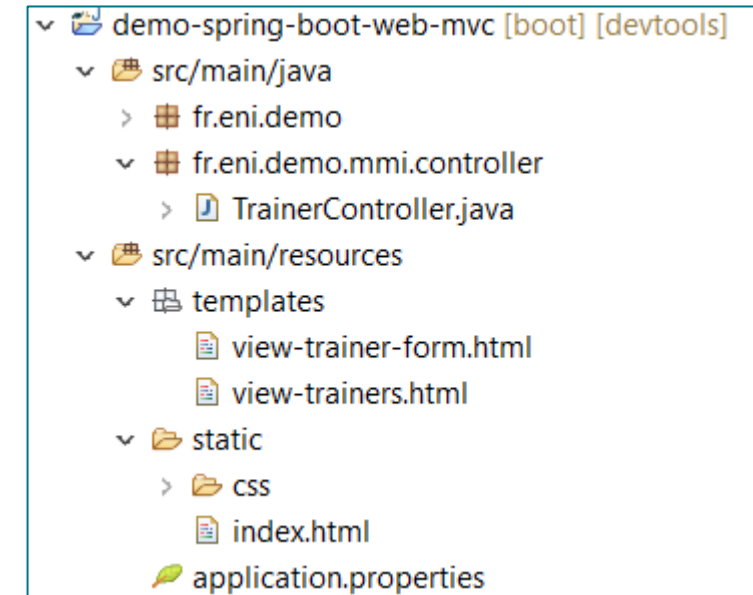 demo-spring-boot-web-mvc [boot] [devtools]
src/main/java
fr.eni.demo
fr.eni.demo.mmi.controller
TrainerController.java
src/main/resources
templates
view-trainer-form.html
view-trainers.html
static
css
index.html
application.properties